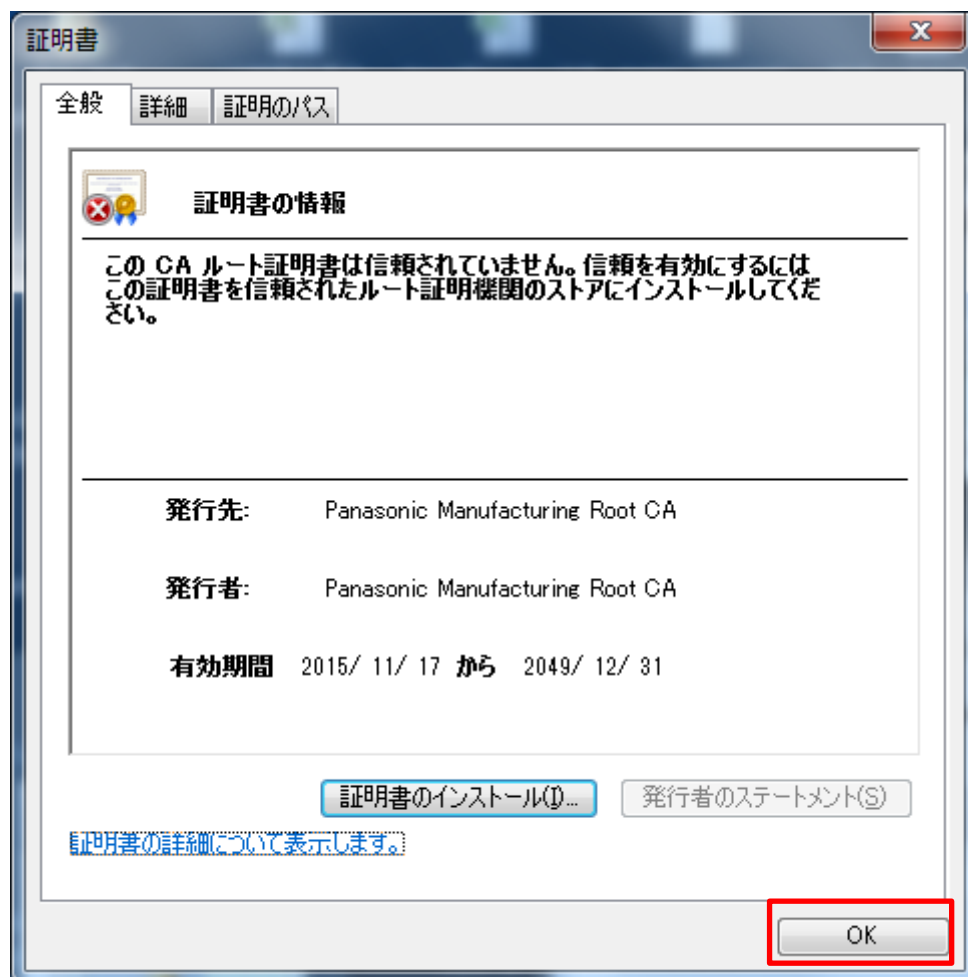 証明書
全般 詳細 証明のパス
証明書の情報
この CA ルート証明書は信頼されていません。信頼を有効にするには
この証明書を信頼されたルート証明機関のストアにインストールしてくだ
さい。
発行先: Panasonic Manufacturing Root CA
発行者: Panasonic Manufacturing Root CA
有効期間 2015/ 11/ 17 から 2049/ 12/ 31
証明書のインストール(I)... 発行者のステートメント(S)
証明書の詳細について表示します。
OK